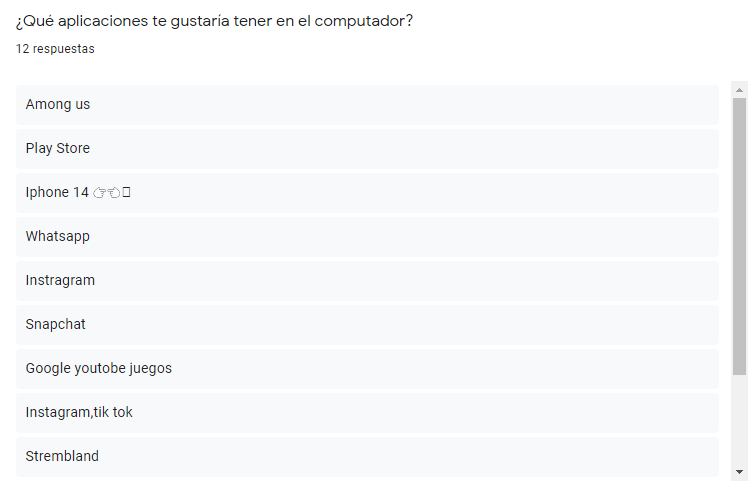 ¿Qué aplicaciones te gustaría tener en el computador?
12 respuestas
Among us
Play Store
Iphone 14 👉👈
Whatsapp
Instragram
Snapchat
Google youtobe juegos
Instagram,tik tok
Strembland